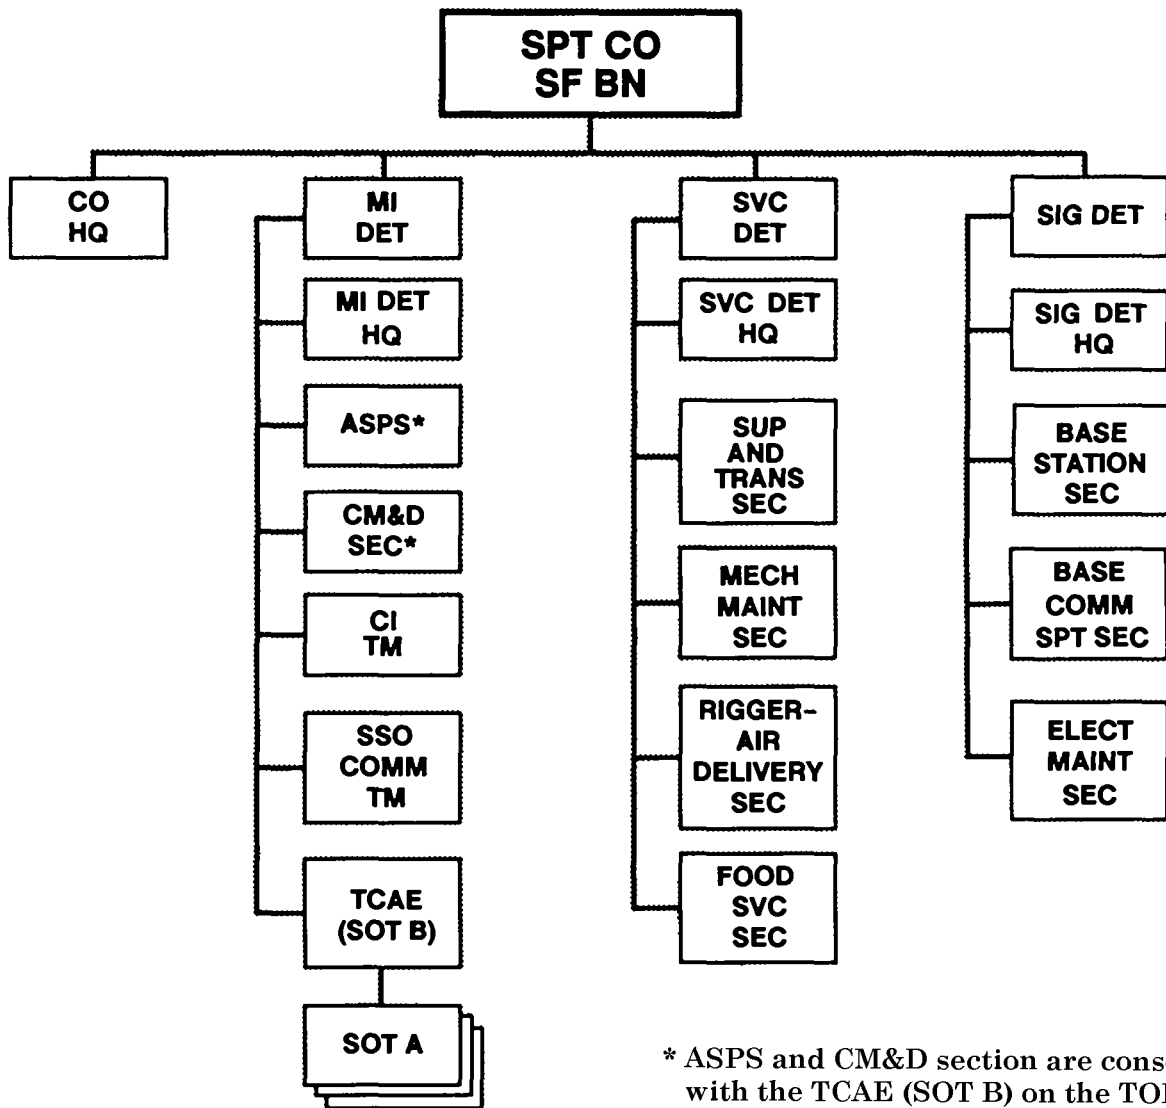 SPT CO
SF BN
CO
HQ
MI
DET
MI DET
HQ
ASPS*
CM&D
SEC*
CI
TM
SSO
COMM
TM
TCAE
(SOT B)
SOT A
SVC
DET
SVC DET
HQ
SUP
AND
TRANS
SEC
MECH
MAINT
SEC
RIGGER–
AIR
DELIVERY
SEC
FOOD
SVC
SEC
SIG DET
SIG DET
HQ
BASE
STATION
SEC
BASE
COMM
SPT SEC
ELECT
MAINT
SEC
* ASPS and CM&D section are
with the TCAE (SOT B) on the